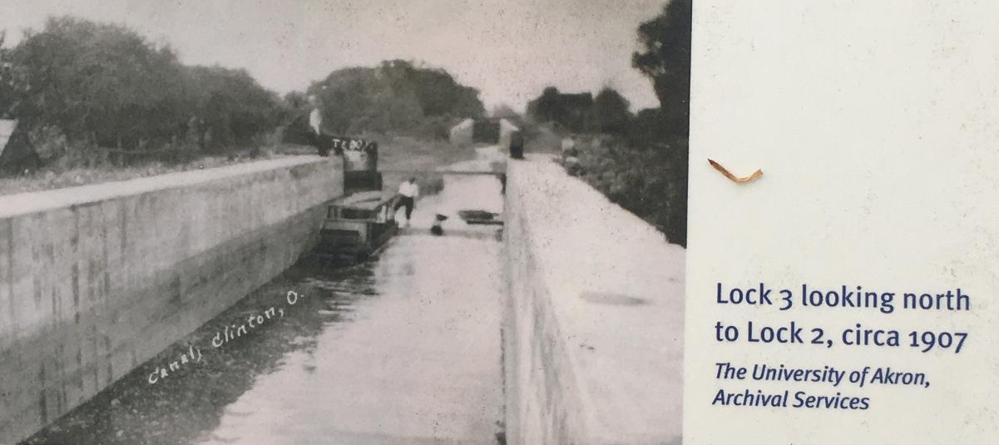 Canal, Clinton, O.
Lock 3 looking north
to Lock 2, circa 1907
The University of Akron,
Archival Services